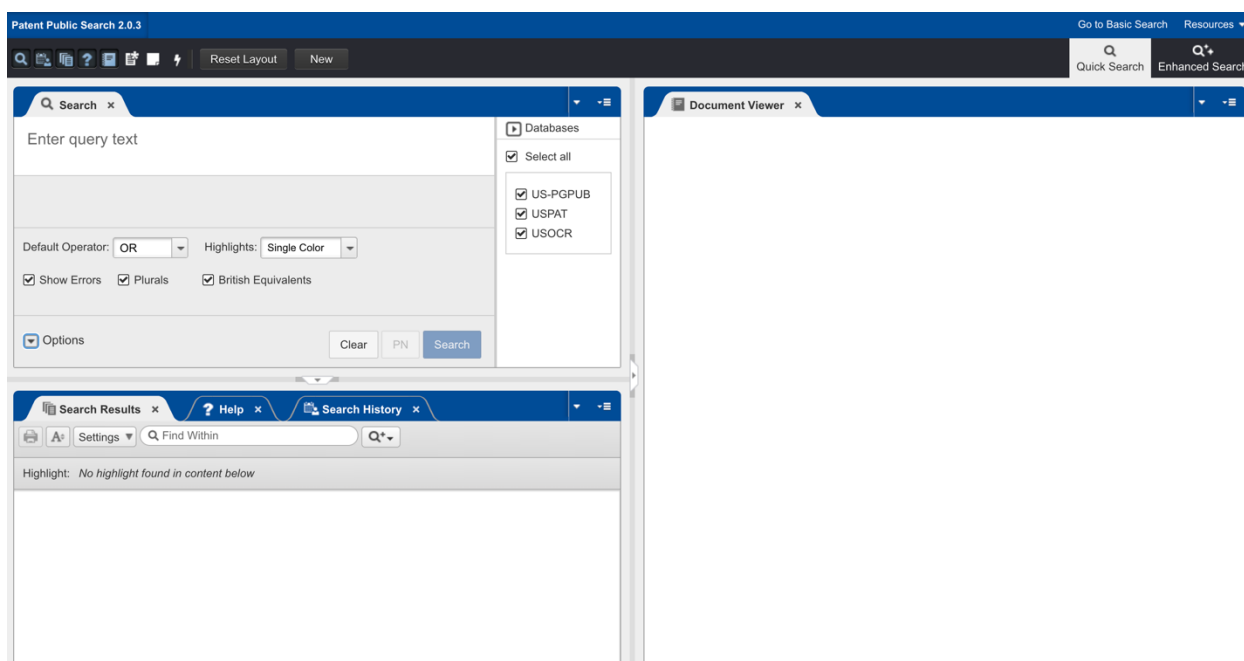 Patent Public Search 2.0.3
Go to Basic Search Resources
Reset Layout New
Quick Search Enhanced Search
Search
Enter query text
Databases
Select all
US-PGPUB
USPAT
USOCR
Default Operator: OR Highlights: Single Color
Show Errors Plurals British Equivalents
Options
Clear PN Search
Search Results ? Help Search History
Settings Find Within
Highlight: No highlight found in content below
Document Viewer